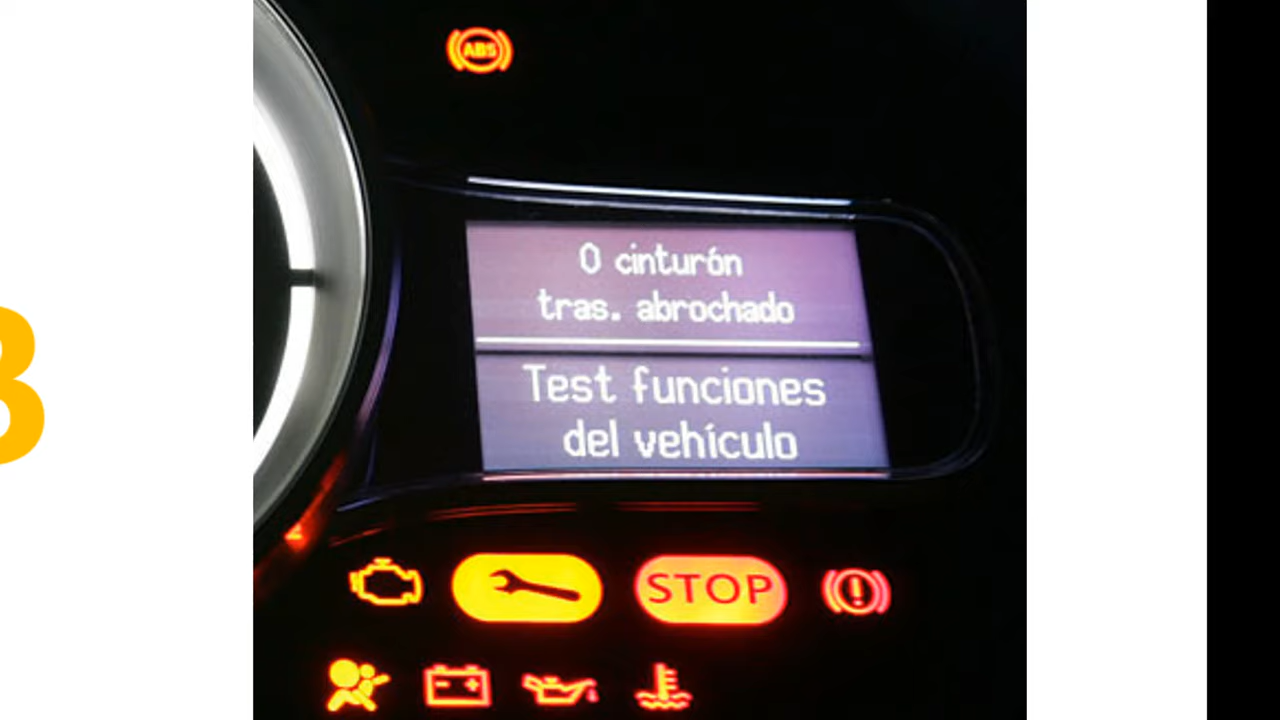 ABS
0 cinturón
tras. abrochado
Test funciones
del vehículo
STOP